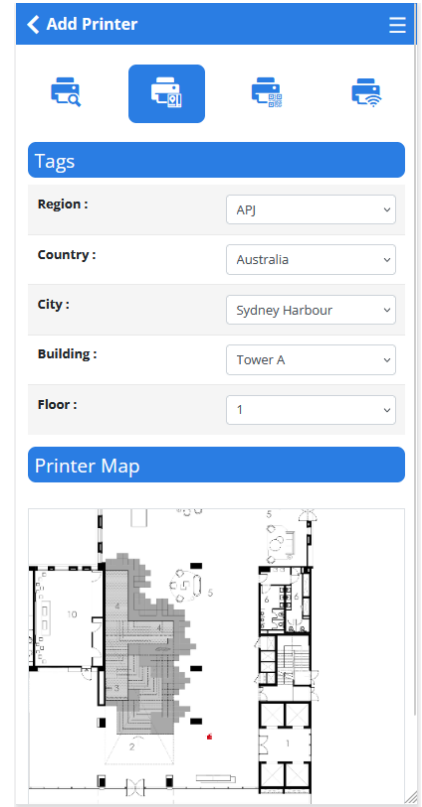 Add Printer
Tags
Region :
APJ
Country :
Australia
City :
Sydney Harbour
Building :
Tower A
Floor :
1
Printer Map
5
6
6
10
4
4
5
3
2
1